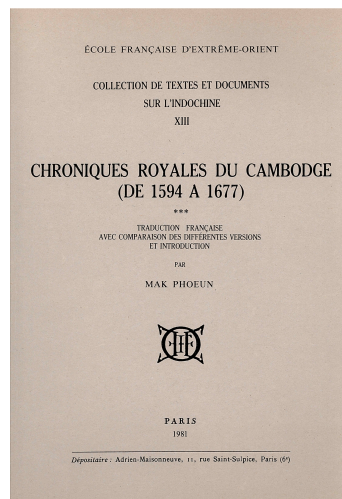 ÉCOLE FRANÇAISE D'EXTRÊME-ORIENT
COLLECTION DE TEXTES ET DOCUMENTS
SUR L'INDOCHINE
XIII
CHRONIQUES ROYALES DU CAMBODGE
(DE 1594 A 1677)
***
TRADUCTION FRANÇAISE
AVEC COMPARAISON DES DIFFÉRENTES VERSIONS
ET INTRODUCTION
PAR
MAK PHOEUN
PARIS
1981
Dépositaire : Adrien-Maisonneuve, 11, rue Saint-Sulpice, Paris (6e)